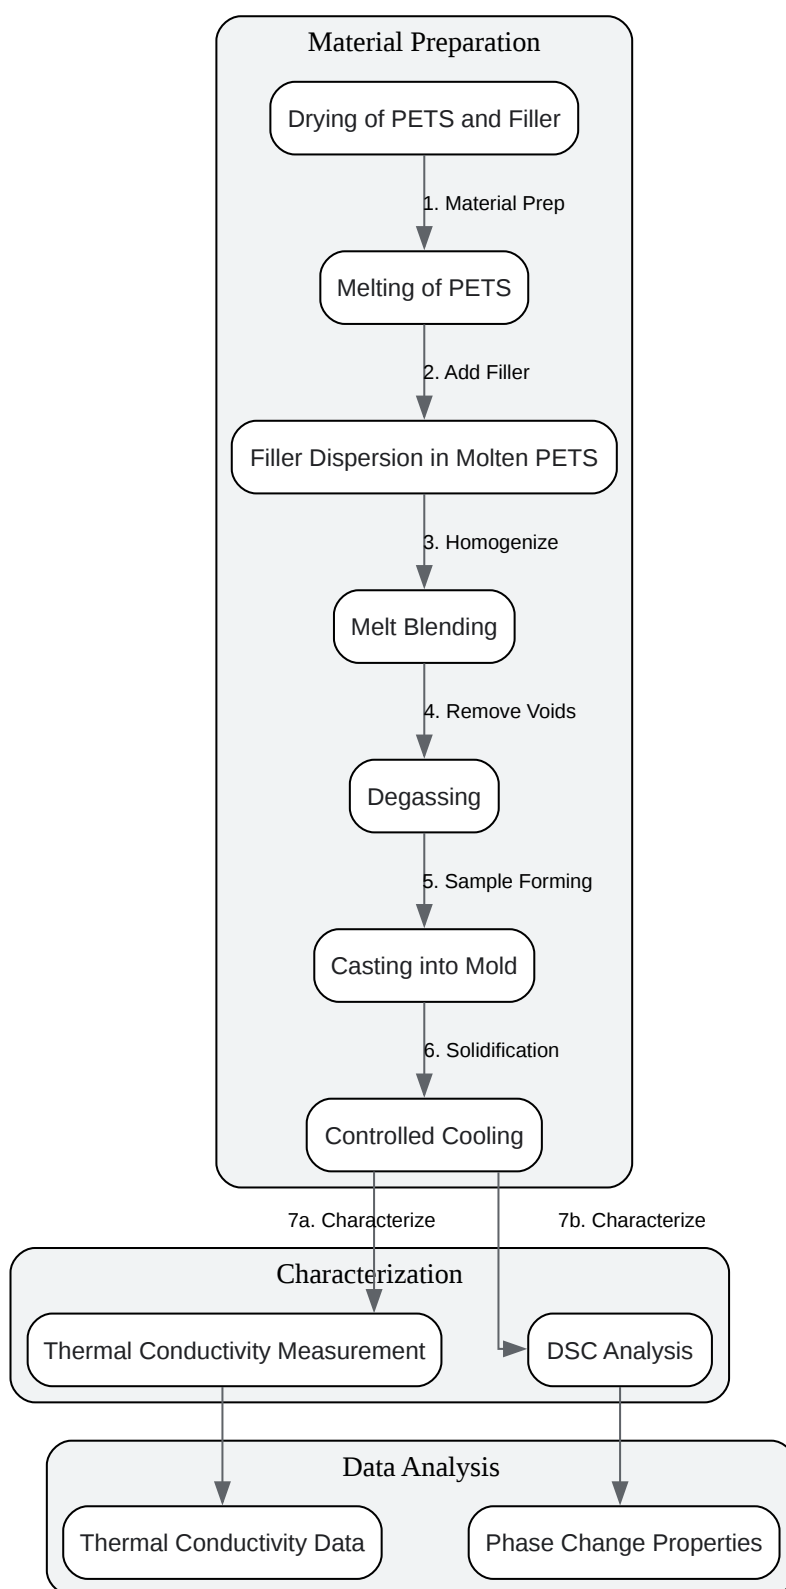 Material Preparation
Drying of PETS and Filler
1. Material Prep
Melting of PETS
2. Add Filler
Filler Dispersion in Molten PETS
3. Homogenize
Melt Blending
4. Remove Voids
Degassing
5. Sample Forming
Casting into Mold
6. Solidification
Controlled Cooling
7a. Characterize
7b. Characterize
Characterization
Thermal Conductivity Measurement
DSC Analysis
Data Analysis
Thermal Conductivity Data
Phase Change Properties